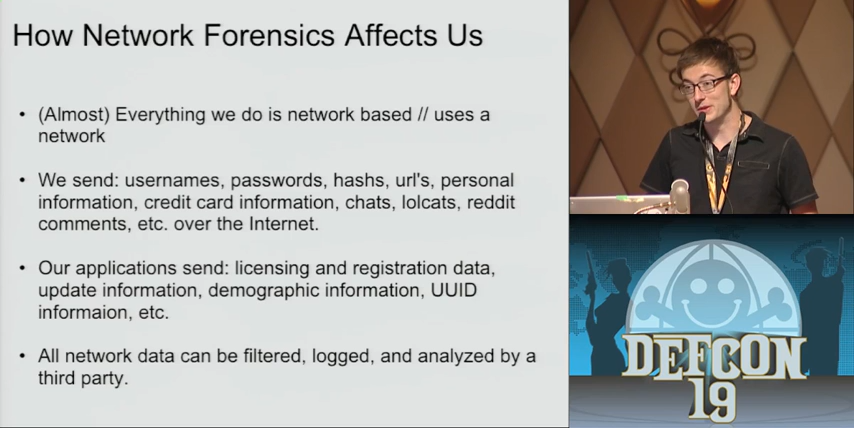 How Network Forensics Affects Us
• (Almost) Everything we do is network based // uses a
network
• We send: usernames, passwords, hashs, url's, personal
information, credit card information, chats, lolcats, reddit
comments, etc. over the Internet.
• Our applications send: licensing and registration data,
update information, demographic information, UUID
informaion, etc.
• All network data can be filtered, logged, and analyzed by a
third party.
DEFCON
19